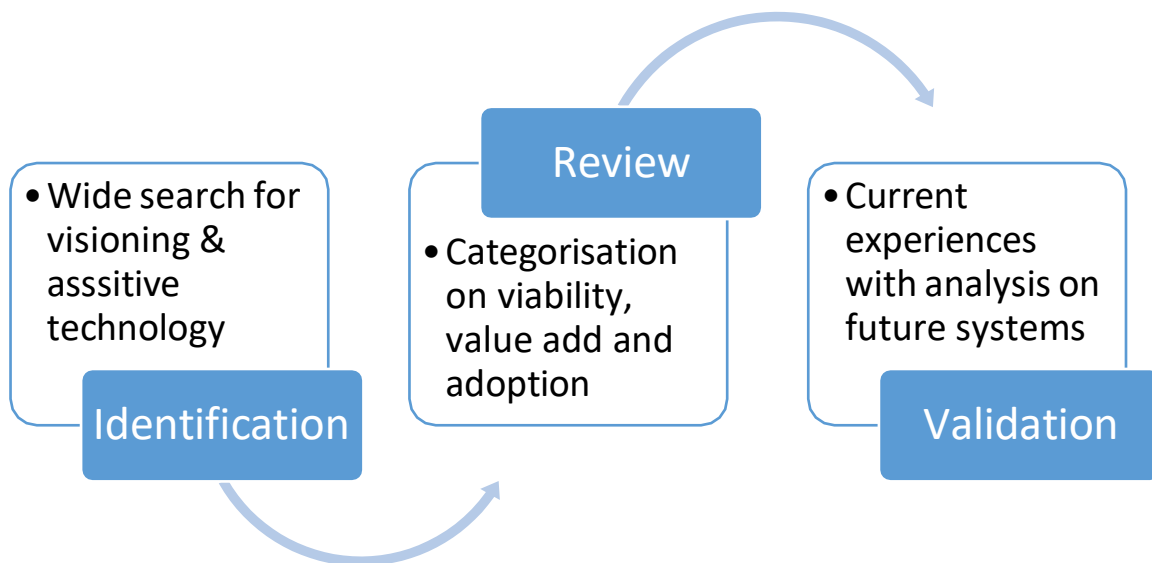 • Wide search for
visioning &
asssitive
technology
Identification
Review
• Categorisation
on viability,
value add and
adoption
• Current
experiences
with analysis on
future systems
Validation